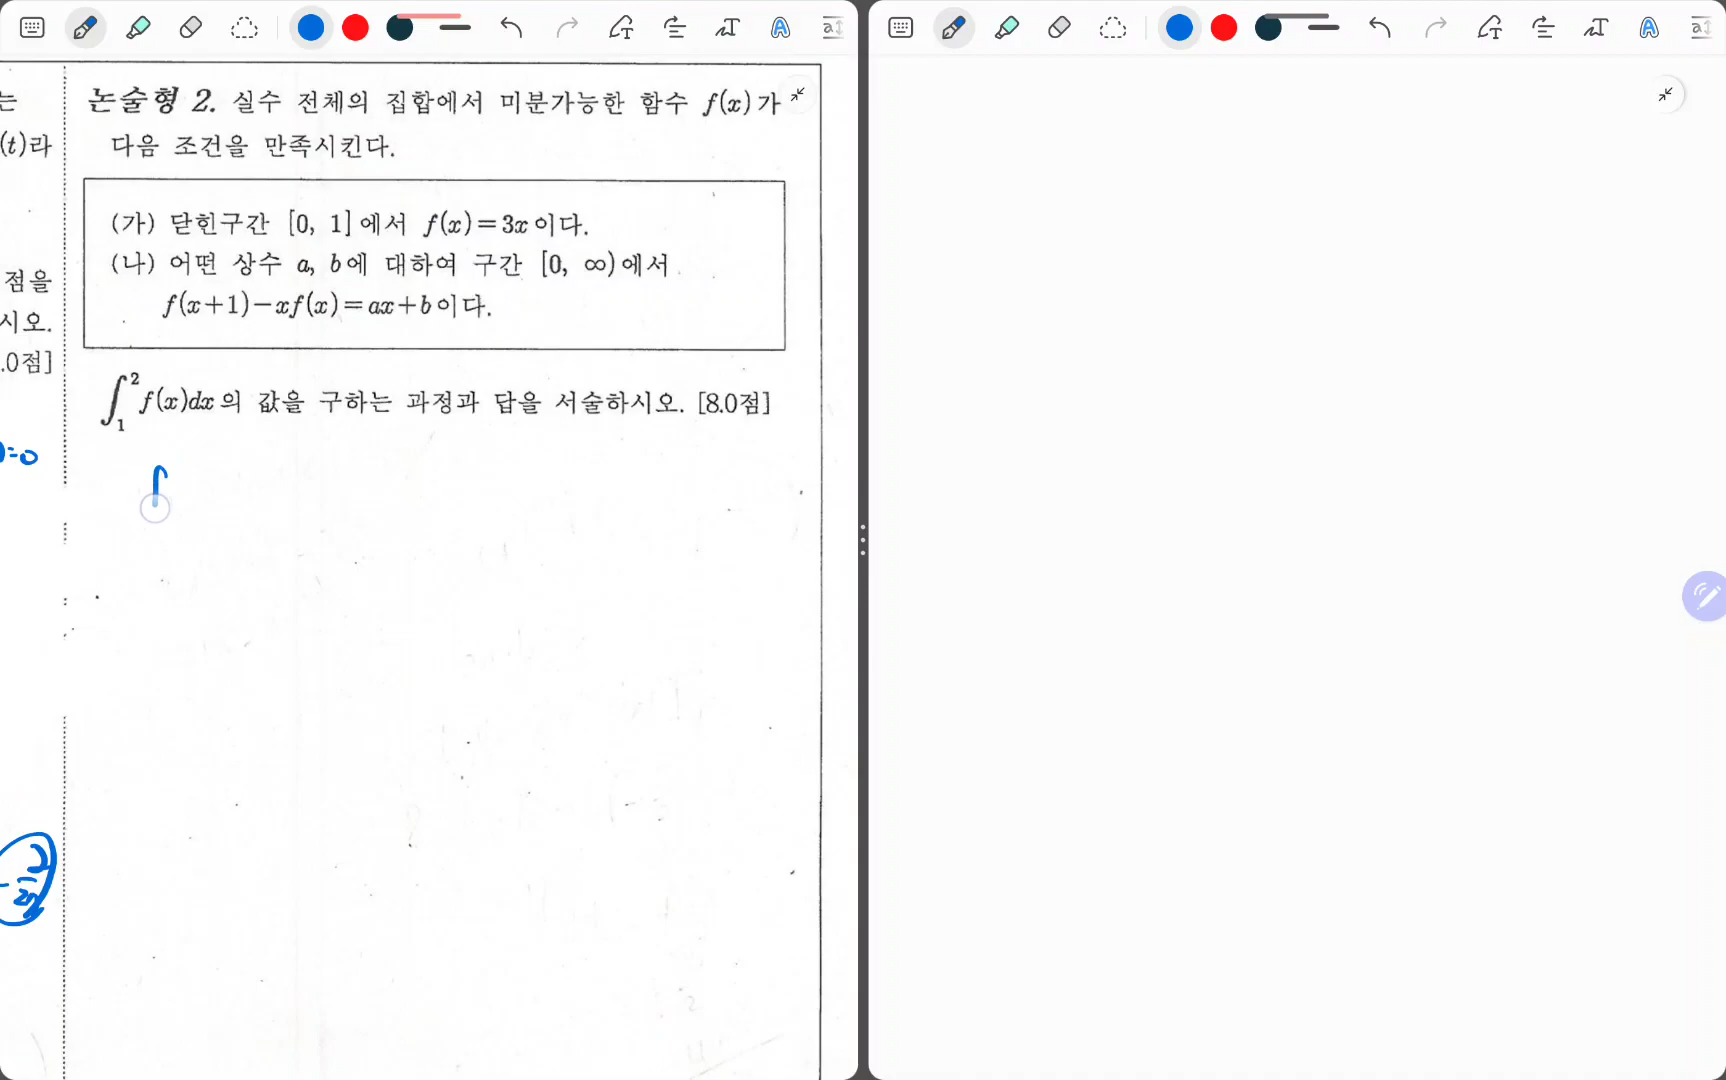 는
(t)라
논술형 2. 실수 전체의 집합에서 미분가능한 함수 f(x)가
다음 조건을 만족시킨다.
(가) 닫힌구간 [0, 1]에서 f(x)=3x이다.
(나) 어떤 상수 a, b에 대하여 구간 [0, ∞)에서
f(x+1)-xf(x)=ax+b이다.
점을
시오.
.0점]
∫₁² f(x)dx의 값을 구하는 과정과 답을 서술하시오. [8.0점]
=0